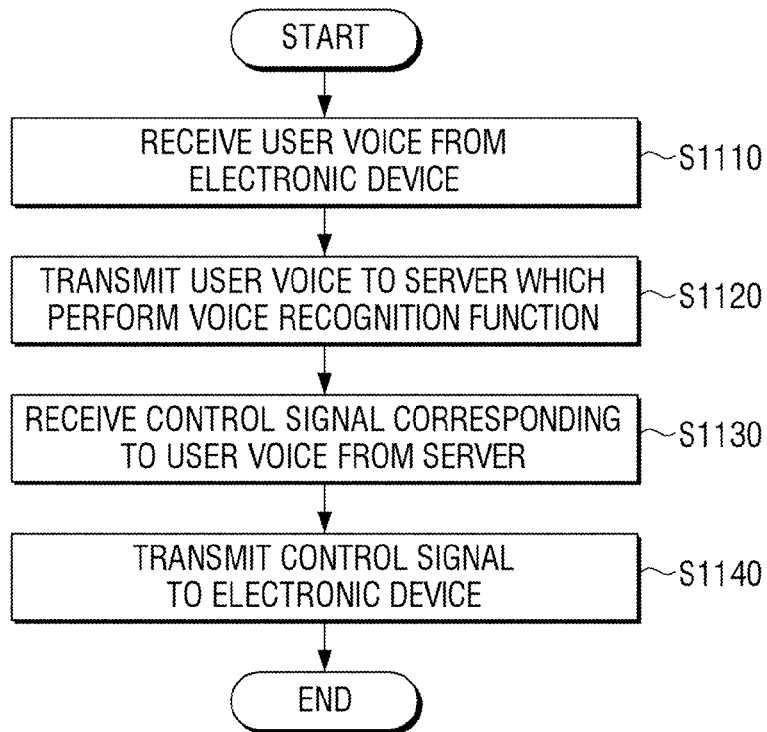 START
RECEIVE USER VOICE FROM
ELECTRONIC DEVICE
S1110
TRANSMIT USER VOICE TO SERVER WHICH
PERFORM VOICE RECOGNITION FUNCTION
S1120
RECEIVE CONTROL SIGNAL CORRESPONDING
TO USER VOICE FROM SERVER
S1130
TRANSMIT CONTROL SIGNAL
TO ELECTRONIC DEVICE
S1140
END